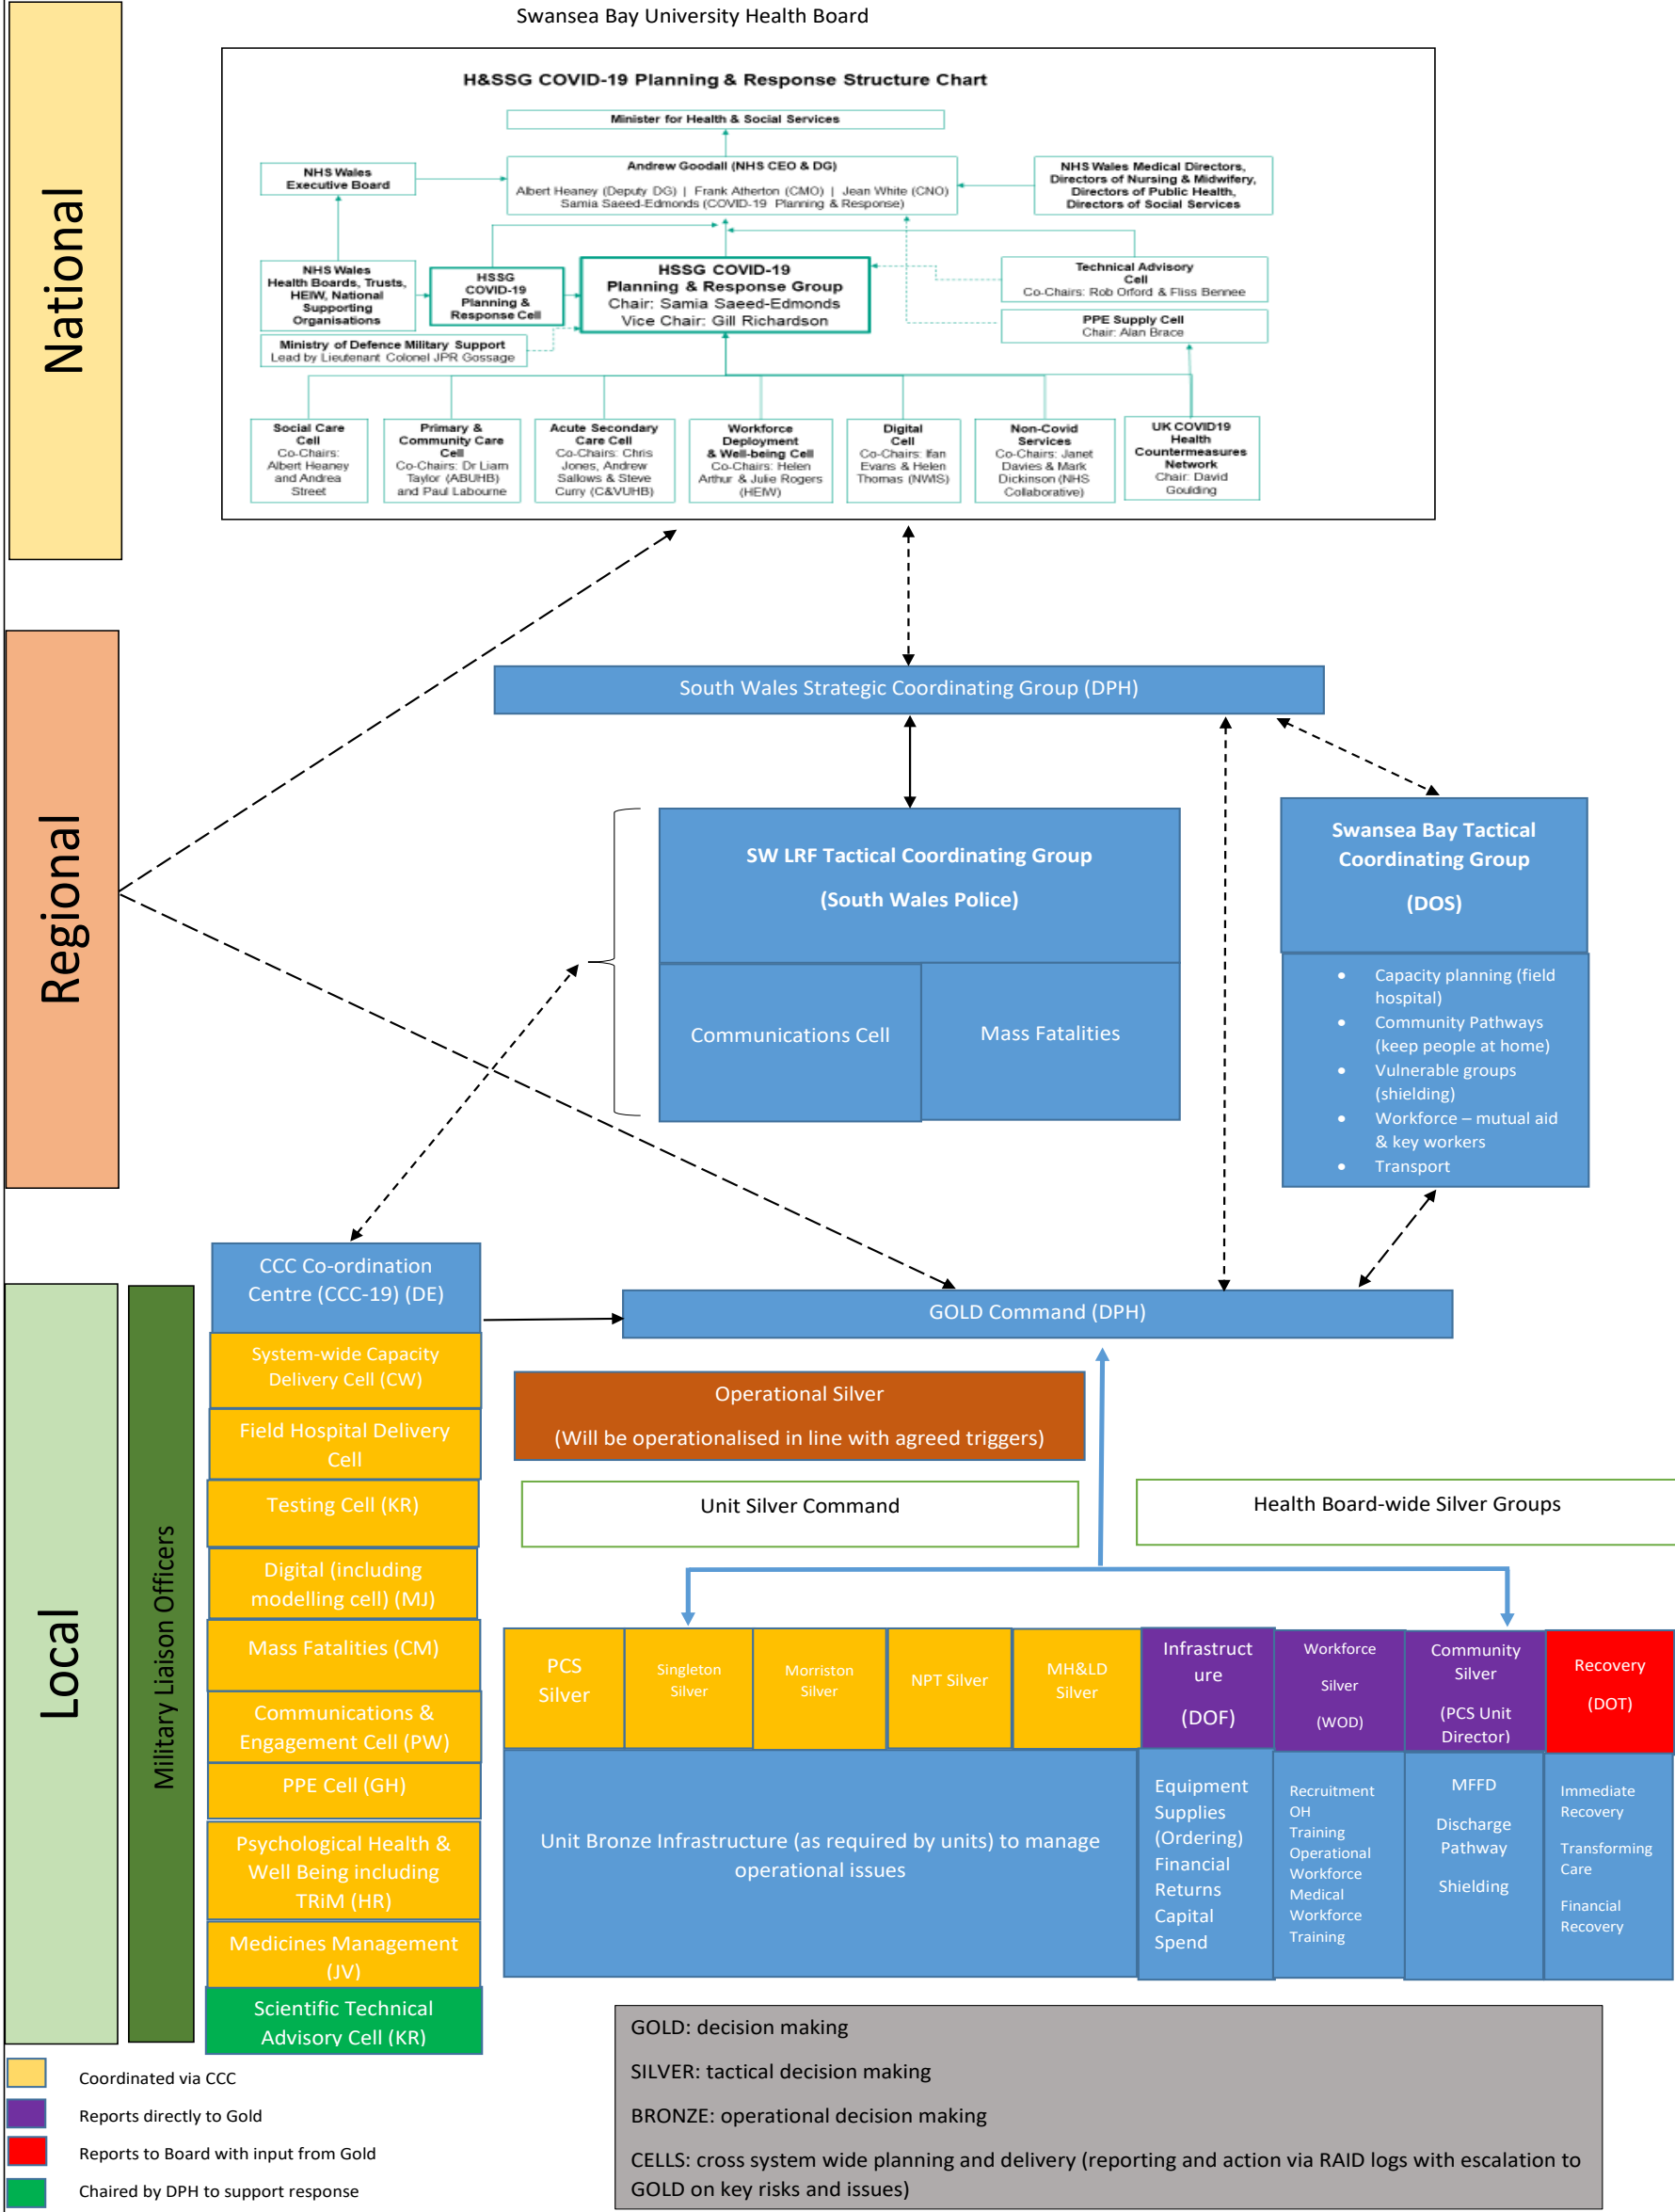 Swansea Bay University Health Board
National
H&SSG COVID-19 Planning & Response Structure Chart
Minister for Health & Social Services
NHS Wales
Executive Board
Andrew Goodall (NHS CEO & DG)
Albert Heaney (Deputy DG) | Frank Atherton (CMO) | Jean White (CNO)
Samia Saeed-Edmonds (COVID-19 Planning & Response)
NHS Wales Medical Directors,
Directors of Nursing & Midwifery,
Directors of Public Health,
Directors of Social Services
NHS Wales
Health Boards, Trusts,
HEIW, National
Supporting
Organisations
HSSG
COVID-19
Planning &
Response Cell
HSSG COVID-19
Planning & Response Group
Chair: Samia Saeed-Edmonds
Vice Chair: Gill Richardson
Technical Advisory
Cell
Co-Chairs: Rob Orford & Fliss Bennee
PPE Supply Cell
Chair: Alan Brace
Ministry of Defence Military Support
Lead by Lieutenant Colonel JPR Gossage
Social Care
Cell
Co-Chairs:
Albert Heaney
and Andrea
Street
Primary &
Community Care
Cell
Co-Chairs: Dr Liam
Taylor (ABUHB)
and Paul Labourne
Acute Secondary
Care Cell
Co-Chairs: Chris
Jones, Andrew
Sallows & Steve
Curry (C&VUHB)
Workforce
Deployment
& Well-being Cell
Co-Chairs: Helen
Arthur & Julie Rogers
(HEIW)
Digital
Cell
Co-Chairs: Ifan
Evans & Helen
Thomas (NWIS)
Non-Covid
Services
Co-Chairs: Janet
Davies & Mark
Dickinson (NHS
Collaborative)
UK COVID19
Health
Countermeasures
Network
Chair: David
Goulding
Regional
South Wales Strategic Coordinating Group (DPH)
SW LRF Tactical Coordinating Group
(South Wales Police)
Communications Cell
Mass Fatalities
Swansea Bay Tactical
Coordinating Group
(DOS)
• Capacity planning (field
hospital)
• Community Pathways
(keep people at home)
• Vulnerable groups
(shielding)
• Workforce – mutual aid
& key workers
• Transport
Local
Military Liaison Officers
CCC Co-ordination
Centre (CCC-19) (DE)
System-wide Capacity
Delivery Cell (CW)
Field Hospital Delivery
Cell
Testing Cell (KR)
Digital (including
modelling cell) (MJ)
Mass Fatalities (CM)
Communications &
Engagement Cell (PW)
PPE Cell (GH)
Psychological Health &
Well Being including
TRiM (HR)
Medicines Management
(JV)
Scientific Technical
Advisory Cell (KR)
GOLD Command (DPH)
Operational Silver
(Will be operationalised in line with agreed triggers)
Unit Silver Command
Health Board-wide Silver Groups
PCS
Silver
Singleton
Silver
Morriston
Silver
NPT Silver
MH&LD
Silver
Infrastruct
ure
(DOF)
Workforce
Silver
(WOD)
Community
Silver
(PCS Unit
Director)
Recovery
(DOT)
Unit Bronze Infrastructure (as required by units) to manage
operational issues
Equipment
Supplies
(Ordering)
Financial
Returns
Capital
Spend
Recruitment
OH
Training
Operational
Workforce
Medical
Workforce
Training
MFFD
Discharge
Pathway
Shielding
Immediate
Recovery
Transforming
Care
Financial
Recovery
Coordinated via CCC
Reports directly to Gold
Reports to Board with input from Gold
Chaired by DPH to support response
GOLD: decision making
SILVER: tactical decision making
BRONZE: operational decision making
CELLS: cross system wide planning and delivery (reporting and action via RAID logs with escalation to
GOLD on key risks and issues)